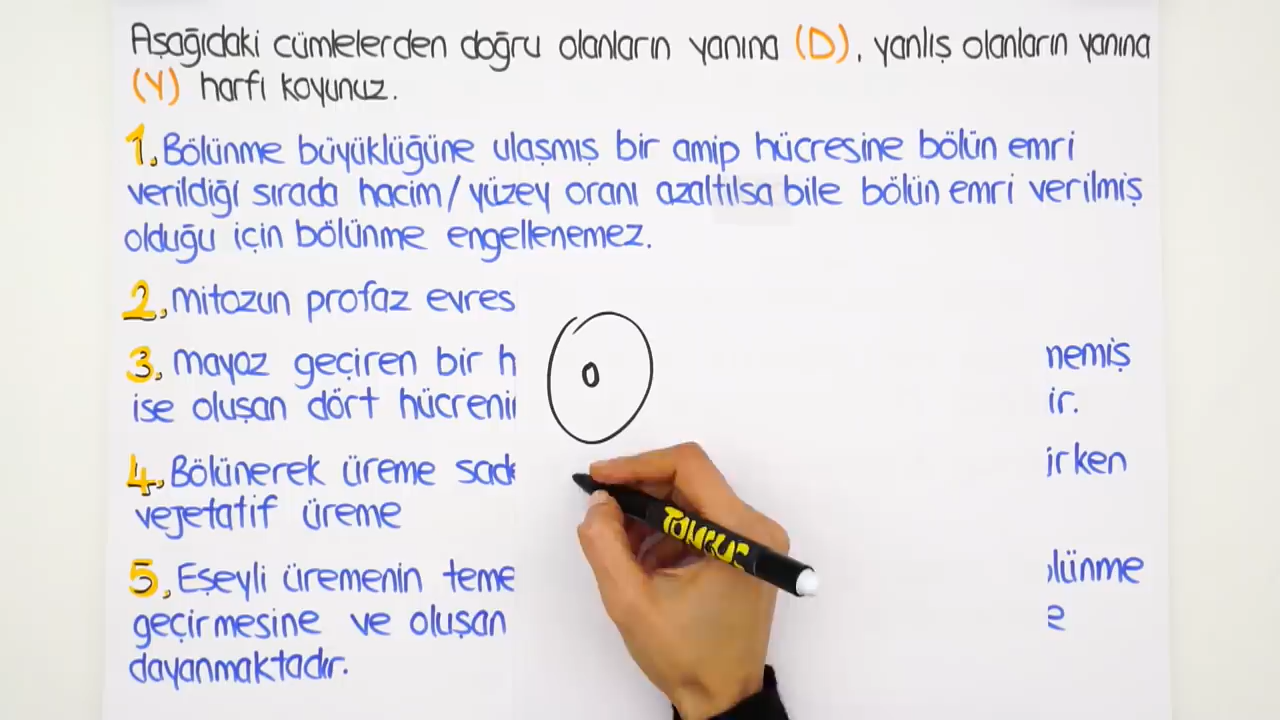 Aşağıdaki cümlelerden doğru olanların yanına (D), yanlış olanların yanına
(Y) harfi koyunuz.
1. Bölünme büyüklüğüne ulaşmış bir amip hücresine bölün emri
verildiği sırada hacim/yüzey oranı azaltılsa bile bölün emri verilmiş
olduğu için bölünme engellenemez.
2. mitozun profaz evres
3. mayoz geçiren bir h nemiş
ise oluşan dört hücrenin ir.
4. Bölünerek üreme sade irken
vejetatif üreme
5. Eşeyli üremenin teme lünme
geçirmesine ve oluşan e
dayanmaktadır.
TONGUÇ